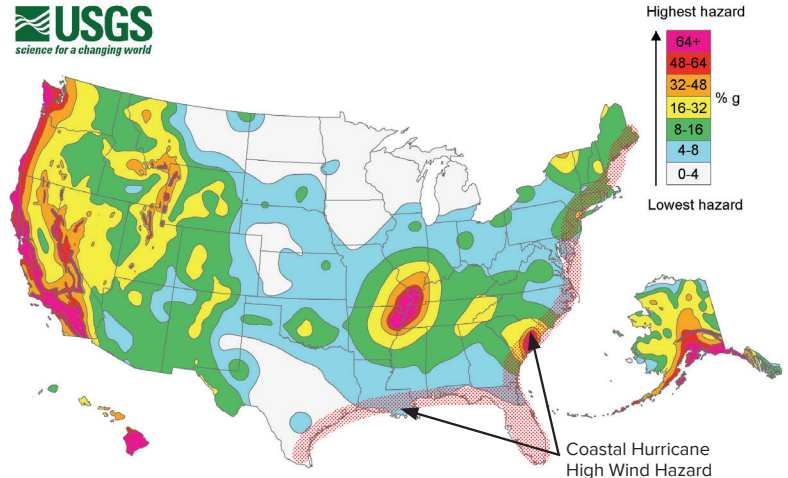 USGS
science for a changing world
Highest hazard
64+
48-64
32-48
16-32
8-16
4-8
0-4
% g
Lowest hazard
Coastal Hurricane
High Wind Hazard